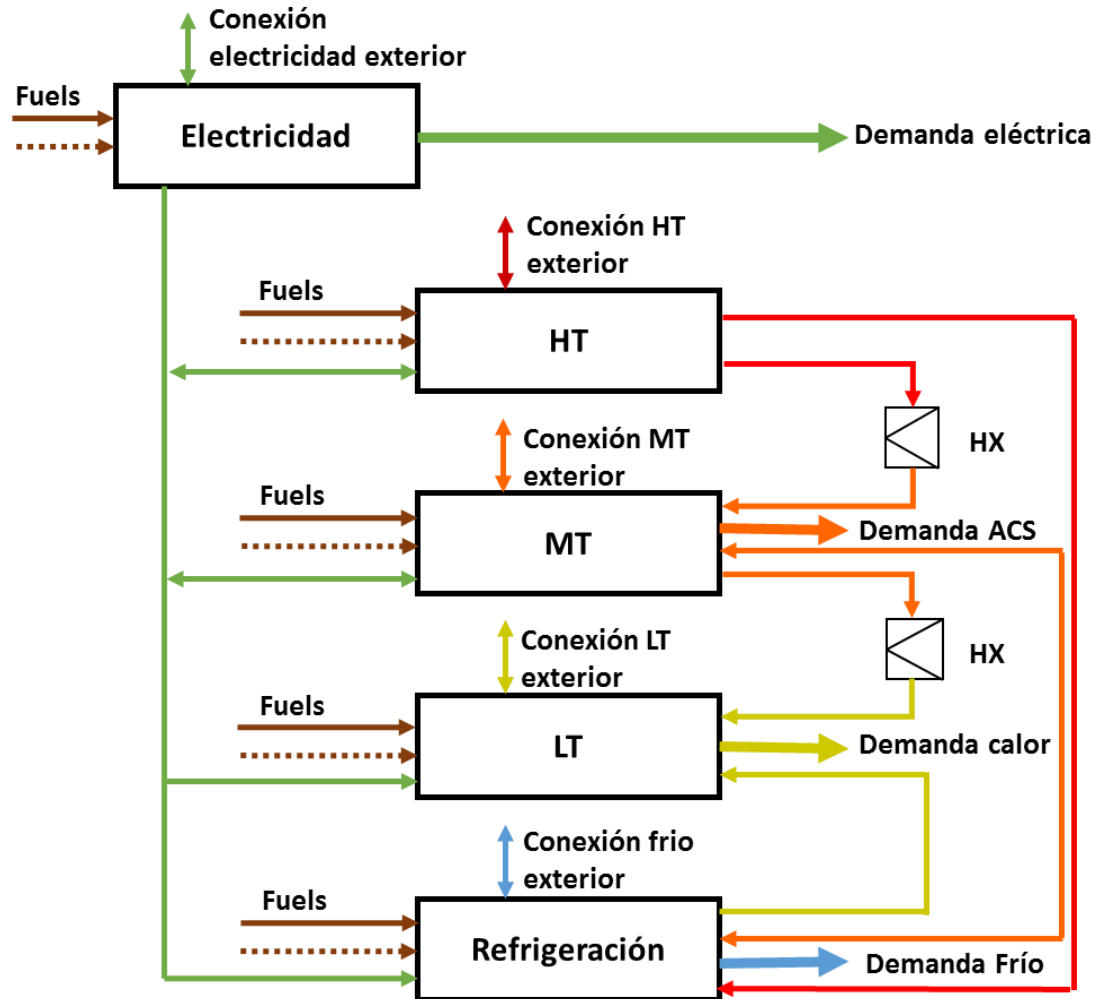 Conexión
electricidad exterior
Fuels
Electricidad
Demanda eléctrica
Conexión HT
exterior
Fuels
HT
HX
Conexión MT
exterior
Fuels
MT
Demanda ACS
HX
Conexión LT
exterior
Fuels
LT
Demanda calor
Conexión frio
exterior
Fuels
Refrigeración
Demanda Frío